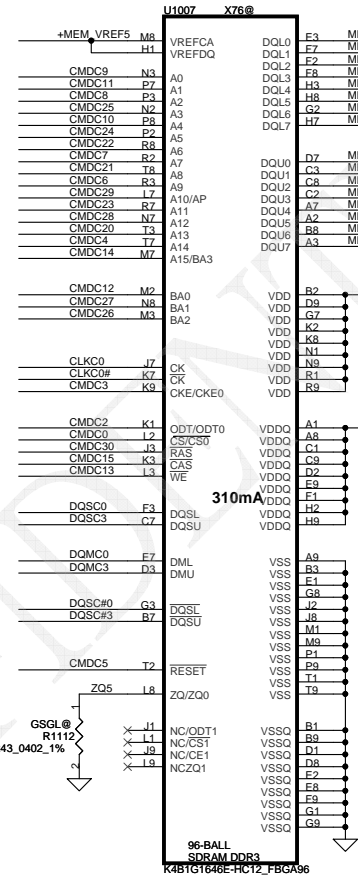 U1007 X76@
+MEM_VREF5 M8 VREFCA DQL0 E3
H1 VREFDQ DQL1 F7
DQL2 F2
CMDC9 N3 A0 DQL3 F8
CMDC11 P7 A1 DQL4 H3
CMDC8 P3 A2 DQL5 H8
CMDC25 N2 A3 DQL6 G2
CMDC10 P8 A4 DQL7 H7
CMDC24 P2 A5
CMDC22 R8 A6
CMDC7 R2 A7 DQU0 D7
CMDC21 T8 A8 DQU1 C3
CMDC6 R3 A9 DQU2 C8
CMDC29 L7 A10/AP DQU3 C2
CMDC23 R7 A11 DQU4 A7
CMDC28 N7 A12 DQU5 A2
CMDC20 T3 A13 DQU6 B8
CMDC4 T7 A14 DQU7 A3
CMDC14 M7 A15/BA3
CMDC12 M2 BA0 VDD B2
CMDC27 N8 BA1 VDD D9
CMDC26 M3 BA2 VDD G7
VDD K2
VDD K8
VDD N1
CLKC0 J7 CK VDD N9
CLKC0# K7 CK VDD R1
CMDC3 K9 CKE/CKE0 VDD R9
CMDC2 K1 ODT/ODT0 VDDQ A1
CMDC0 L2 CS/CS0 VDDQ A8
CMDC30 J3 RAS VDDQ C1
CMDC15 K3 CAS VDDQ C9
CMDC13 L3 WE VDDQ D2
VDDQ E9
310mA VDDQ F1
DQSC0 F3 DQSL VDDQ H2
DQSC3 C7 DQSU VDDQ H9
DQMC0 E7 DML VSS A9
DQMC3 D3 DMU VSS B3
VSS E1
VSS G8
DQSC#0 G3 DQSL VSS J2
DQSC#3 B7 DQSU VSS J8
VSS M1
VSS M9
VSS P1
CMDC5 T2 RESET VSS P9
VSS T1
ZQ5 L8 ZQ/ZQ0 VSS T9
1
GSGL@
R1112
43_0402_1%
2
J1 NC/ODT1 VSSQ B1
L1 NC/CS1 VSSQ B9
J9 NC/CE1 VSSQ D1
L9 NCZQ1 VSSQ D8
VSSQ E2
VSSQ E8
VSSQ F9
VSSQ G1
VSSQ G9
96-BALL
SDRAM DDR3
K4B1G1646E-HC12_FBGA96